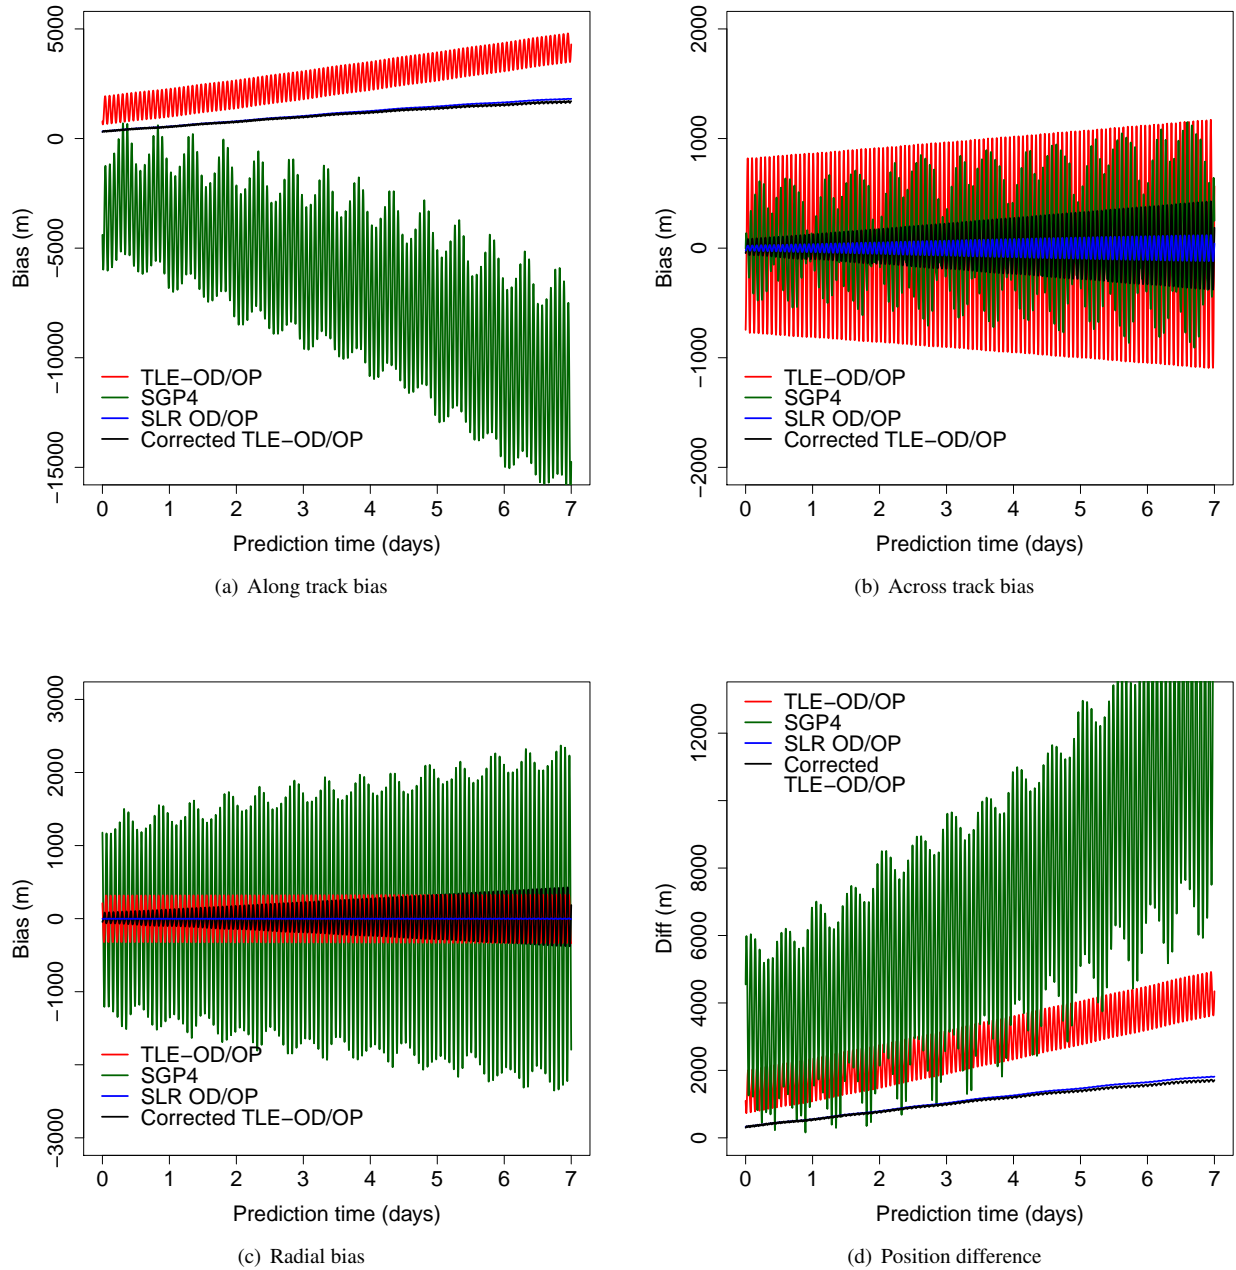 5000
0
−5000
−10000
−15000
Bias (m)
TLE−OD/OP
SGP4
SLR OD/OP
Corrected TLE−OD/OP
0 1 2 3 4 5 6 7
Prediction time (days)
(a) Along track bias
2000
1000
0
−1000
−2000
Bias (m)
TLE−OD/OP
SGP4
SLR OD/OP
Corrected TLE−OD/OP
0 1 2 3 4 5 6 7
Prediction time (days)
(b) Across track bias
3000
2000
1000
0
−1000
−3000
Bias (m)
TLE−OD/OP
SGP4
SLR OD/OP
Corrected TLE−OD/OP
0 1 2 3 4 5 6 7
Prediction time (days)
(c) Radial bias
12000
8000
6000
4000
2000
0
Diff (m)
TLE−OD/OP
SGP4
SLR OD/OP
Corrected
TLE−OD/OP
0 1 2 3 4 5 6 7
Prediction time (days)
(d) Position difference